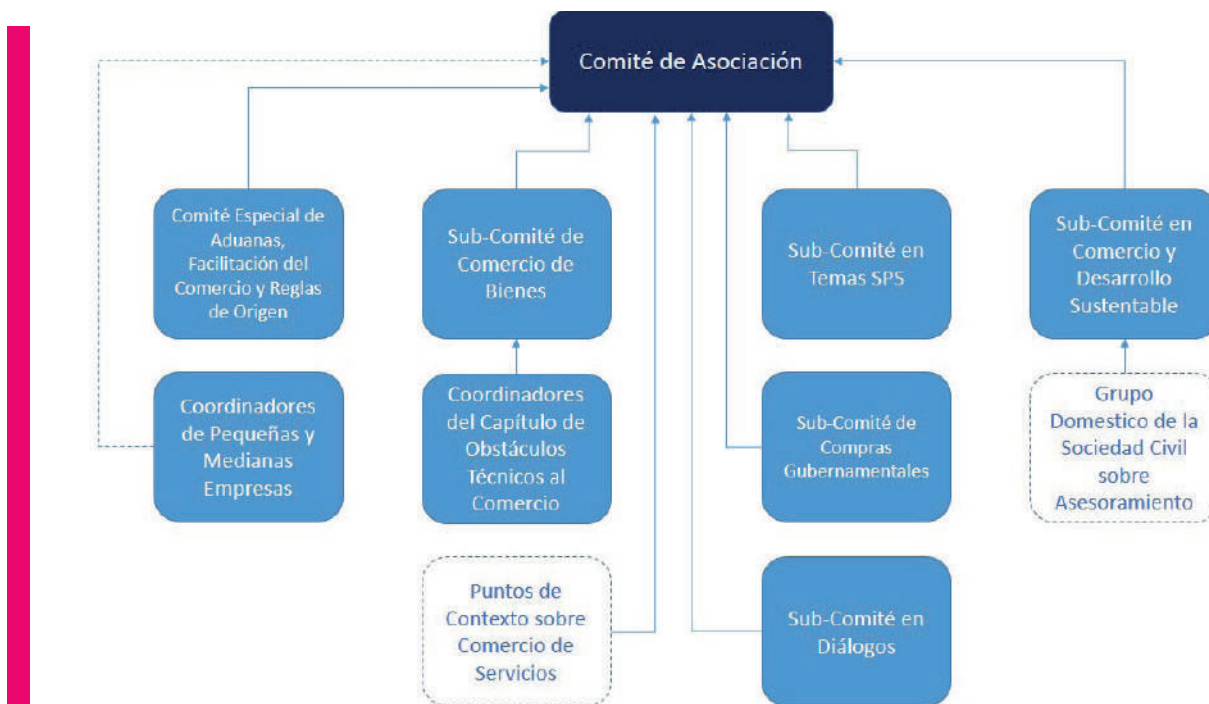 Comité de Asociación
Comité Especial de
Aduanas,
Facilitación del
Comercio y Reglas
de Origen
Sub-Comité de
Comercio de
Bienes
Sub-Comité en
Temas SPS
Sub-Comité en
Comercio y
Desarrollo
Sustentable
Coordinadores
de Pequeñas y
Medianas
Empresas
Coordinadores
del Capítulo de
Obstáculos
Técnicos al
Comercio
Sub-Comité de
Compras
Gubernamentales
Grupo
Domestico de la
Sociedad Civil
sobre
Asesoramiento
Puntos de
Contexto sobre
Comercio de
Servicios
Sub-Comité en
Diálogos